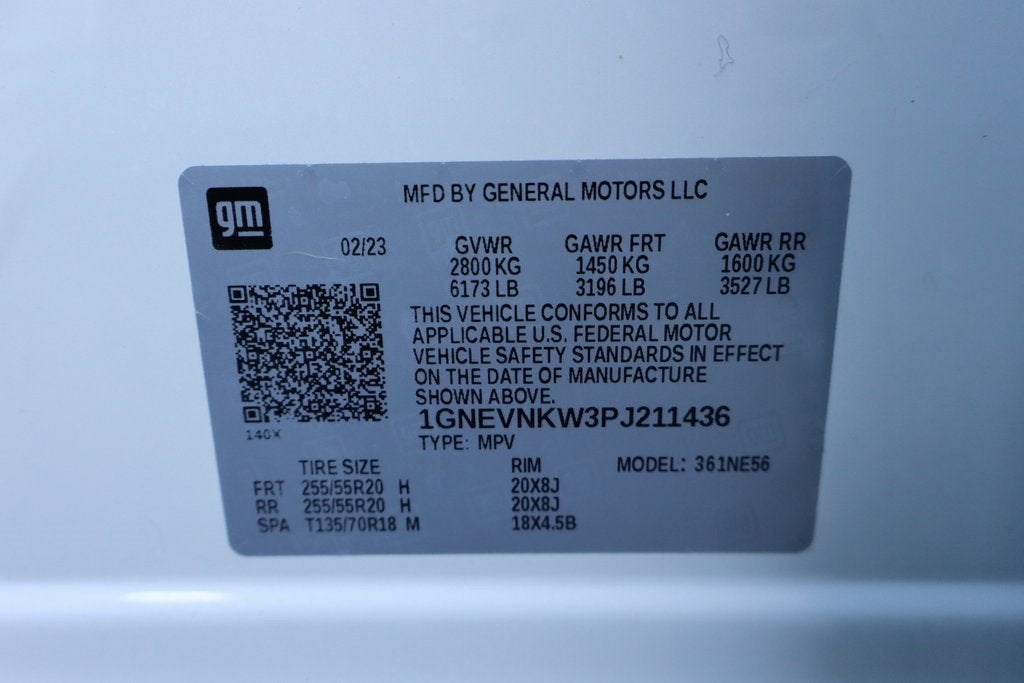 gm
MFD BY GENERAL MOTORS LLC
02/23 GVWR GAWR FRT GAWR RR
2800 KG 1450 KG 1600 KG
6173 LB 3196 LB 3527 LB
THIS VEHICLE CONFORMS TO ALL
APPLICABLE U.S. FEDERAL MOTOR
VEHICLE SAFETY STANDARDS IN EFFECT
ON THE DATE OF MANUFACTURE
SHOWN ABOVE.
1GNEVNKW3PJ211436
140X
TYPE: MPV
TIRE SIZE RIM MODEL: 361NE56
FRT 255/55R20 H 20X8J
RR 255/55R20 H 20X8J
SPA T135/70R18 M 18X4.5B